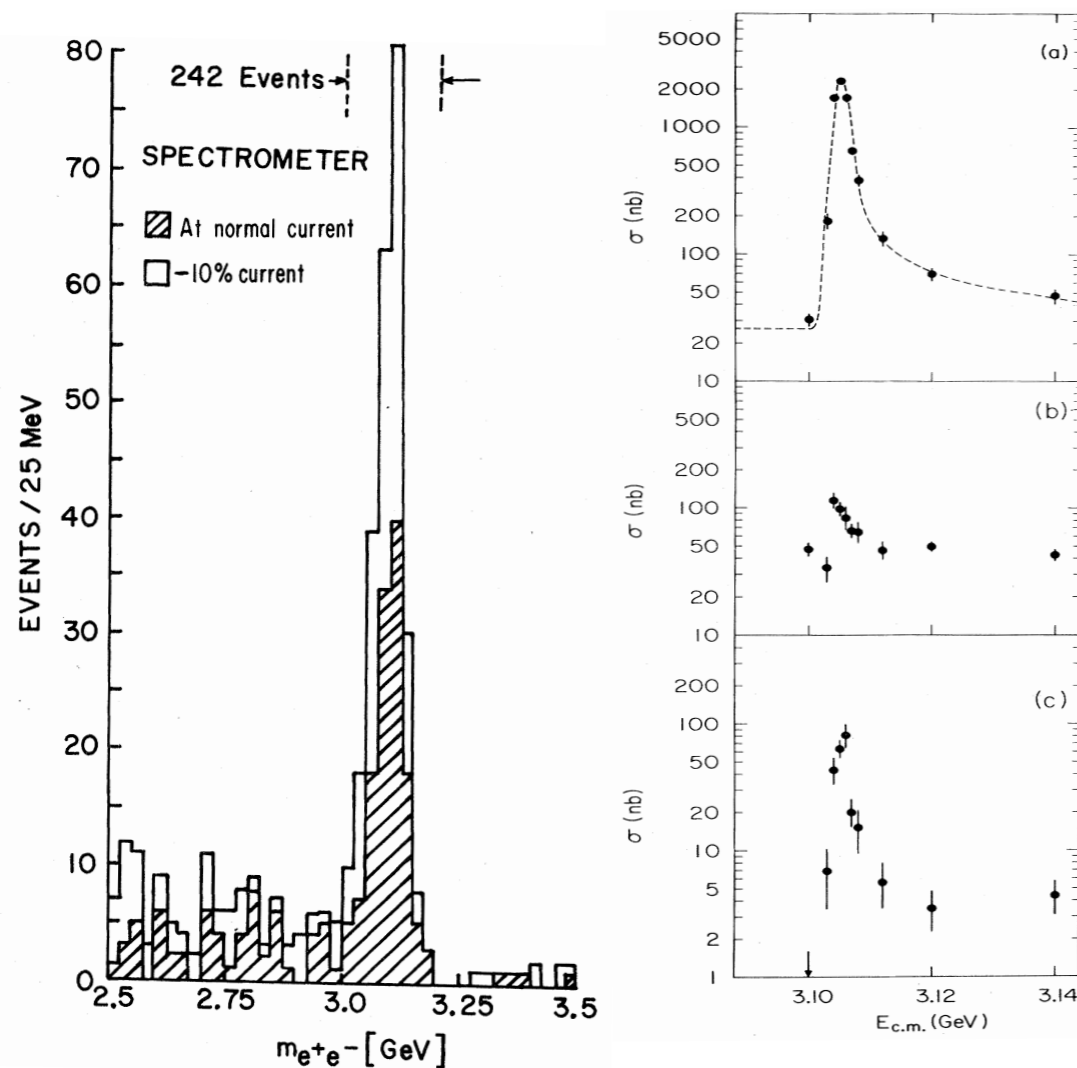 80
242 Events
70
SPECTROMETER
At normal current
-10% current
60
50
40
30
20
10
0
EVENTS / 25 MeV
2.5 2.75 3.0 3.25 3.5
me+e- [GeV]
(a)
5000
2000
1000
500
200
100
50
20
10
σ (nb)
(b)
500
200
100
50
20
10
σ (nb)
(c)
200
100
50
20
10
5
2
1
σ (nb)
3.10 3.12 3.14
Ec.m. (GeV)